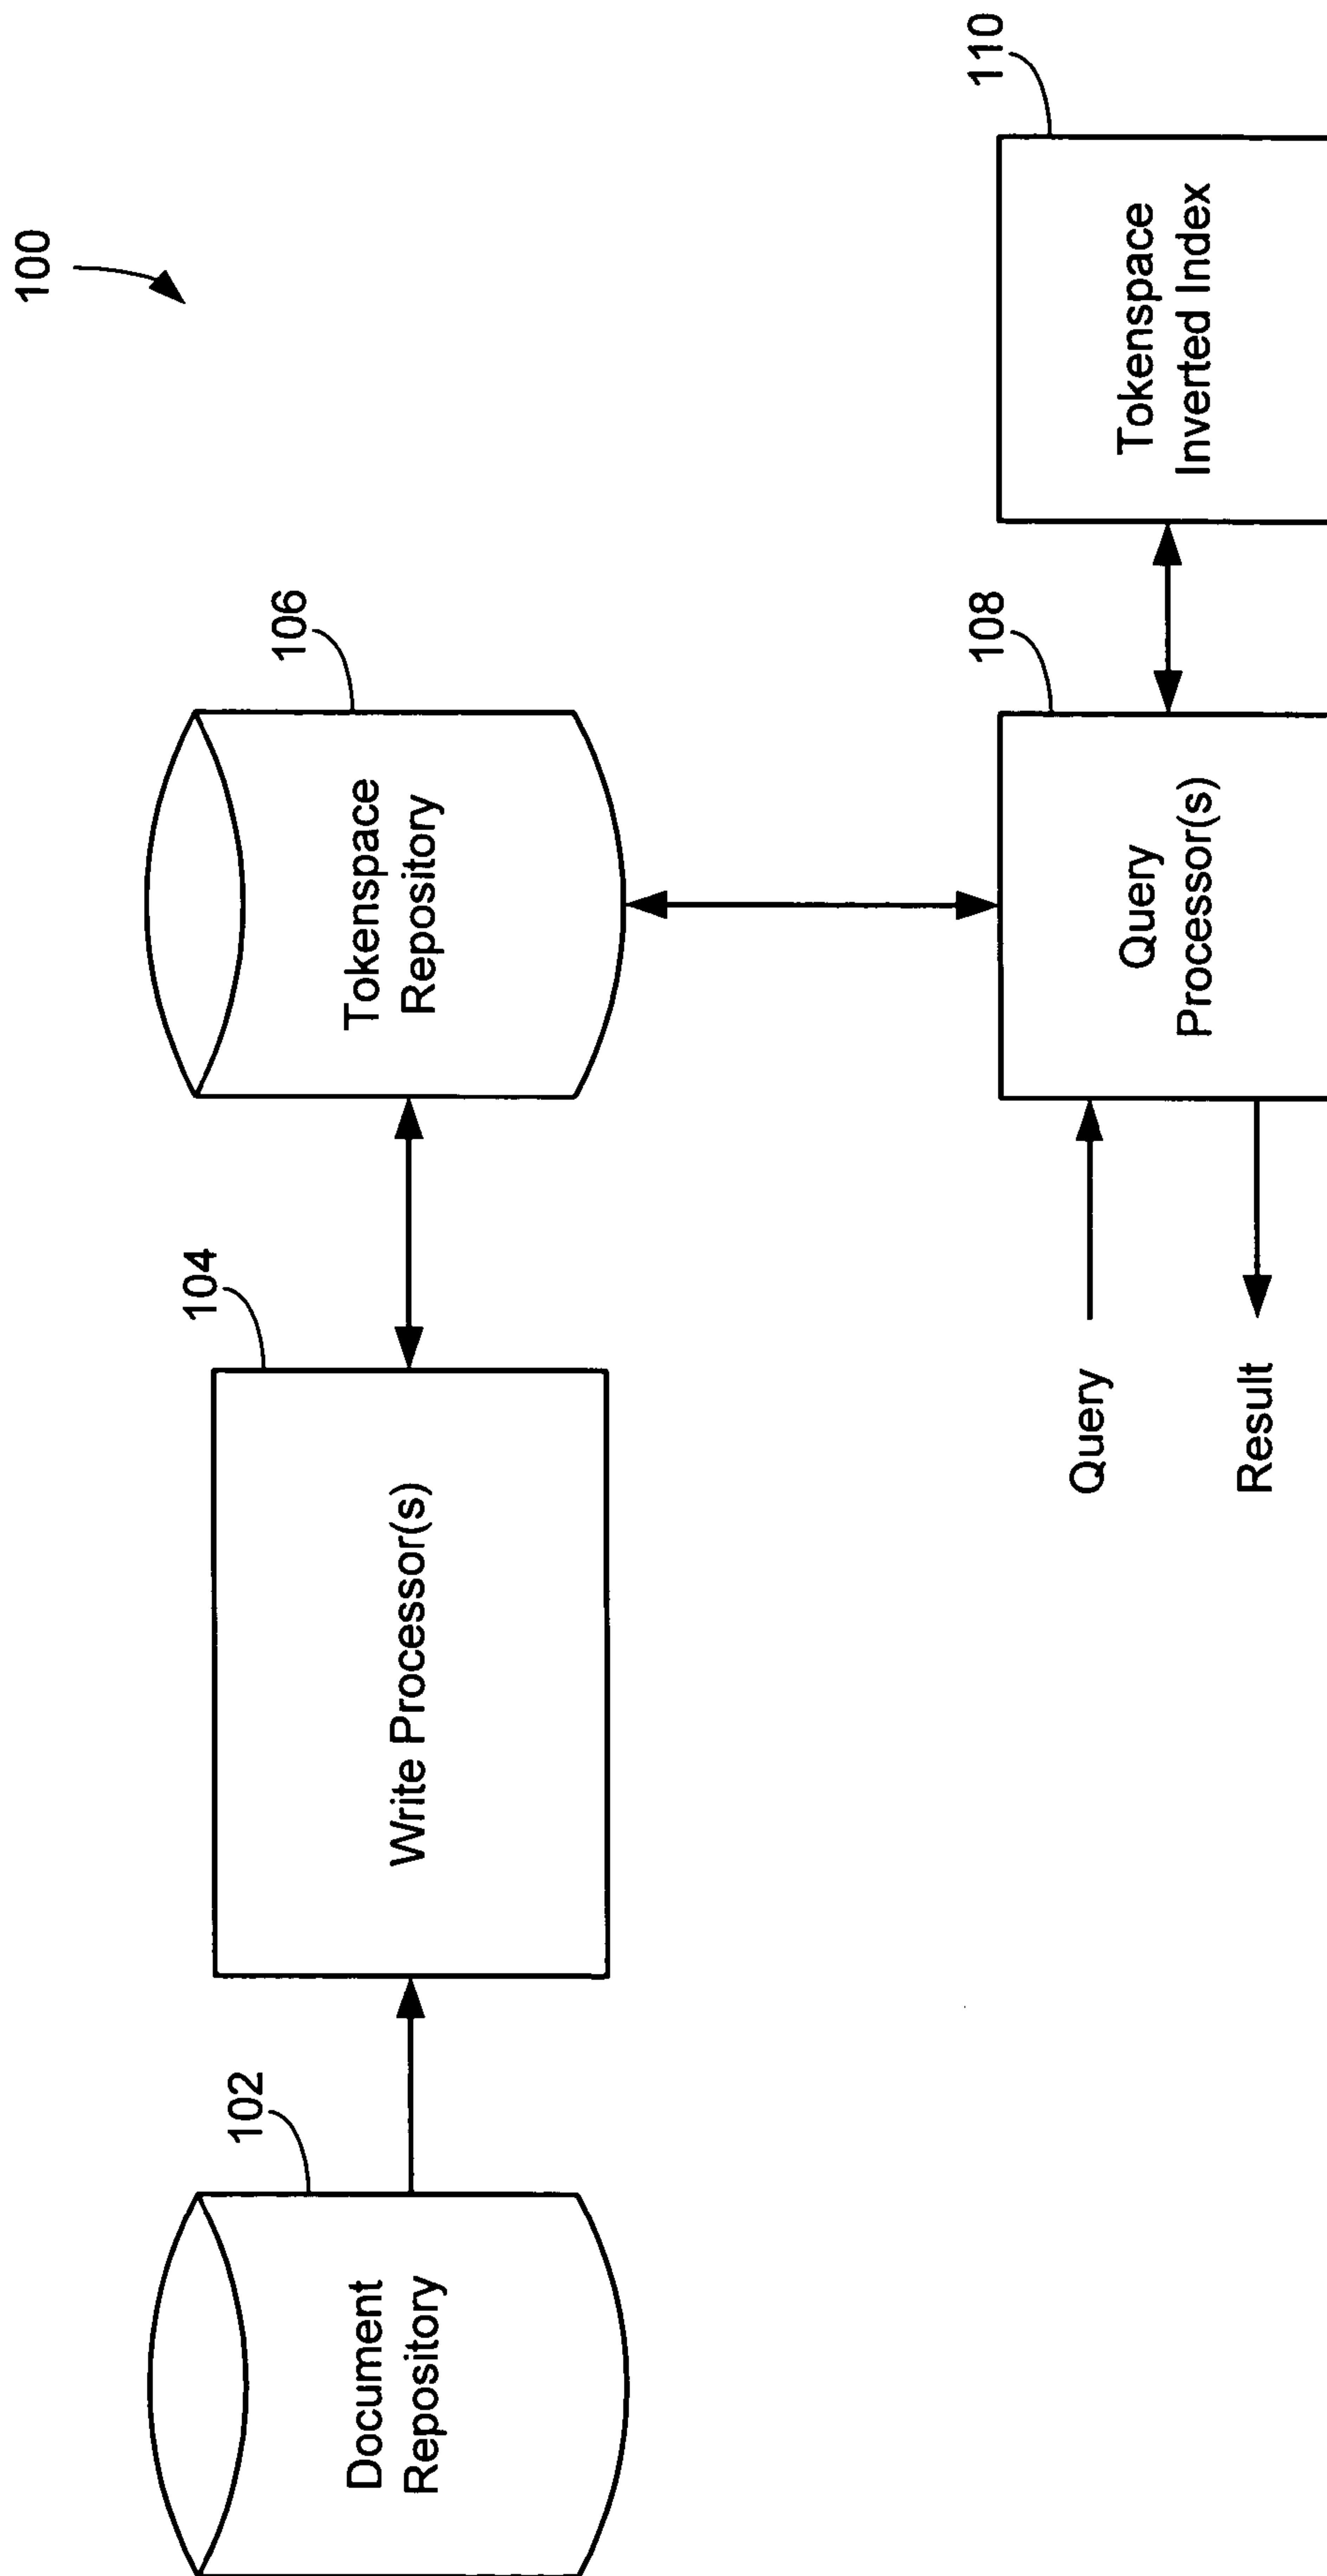 100
102
Document
Repository
104
Write Processor(s)
106
Tokenspace
Repository
Query
Result
108
Query
Processor(s)
110
Tokenspace
Inverted Index